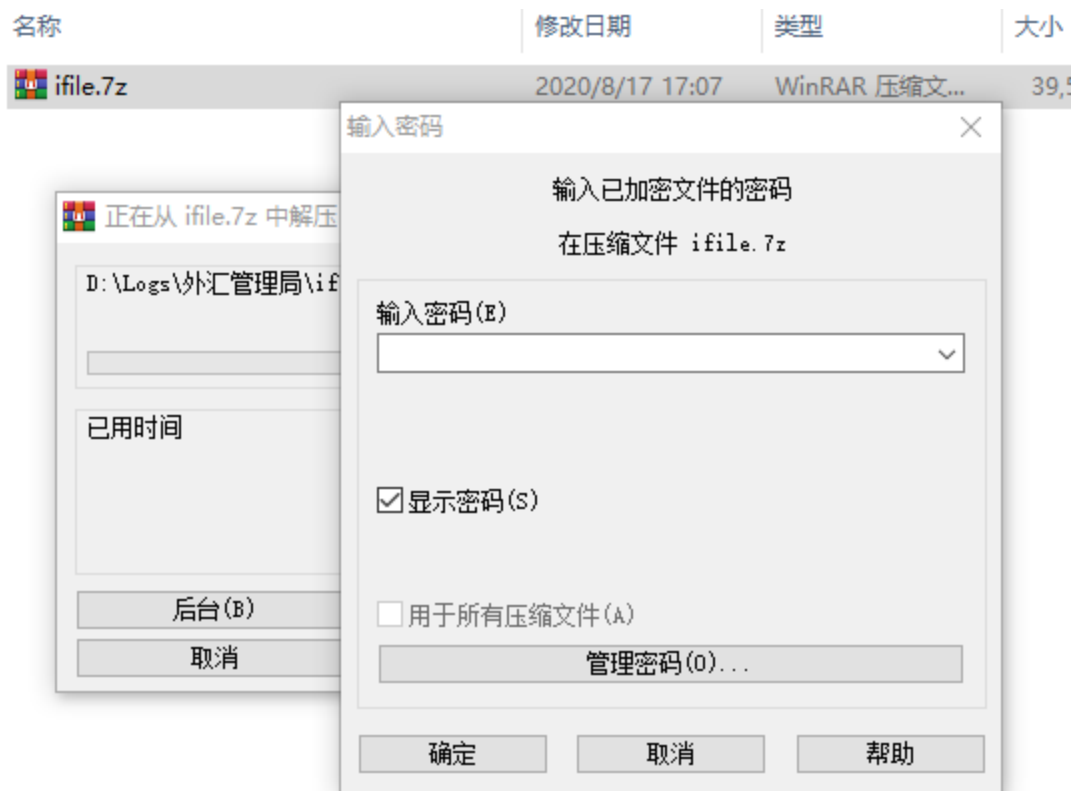 名称 修改日期 类型 大小
ifile.7z 2020/8/17 17:07 WinRAR 压缩文... 39,5
输入密码
输入已加密文件的密码
在压缩文件 ifile.7z
正在从 ifile.7z 中解压
D:\Logs\外汇管理局\if
输入密码(E)
已用时间
显示密码(S)
后台(B)
用于所有压缩文件(A)
取消
管理密码(O)...
确定 取消 帮助